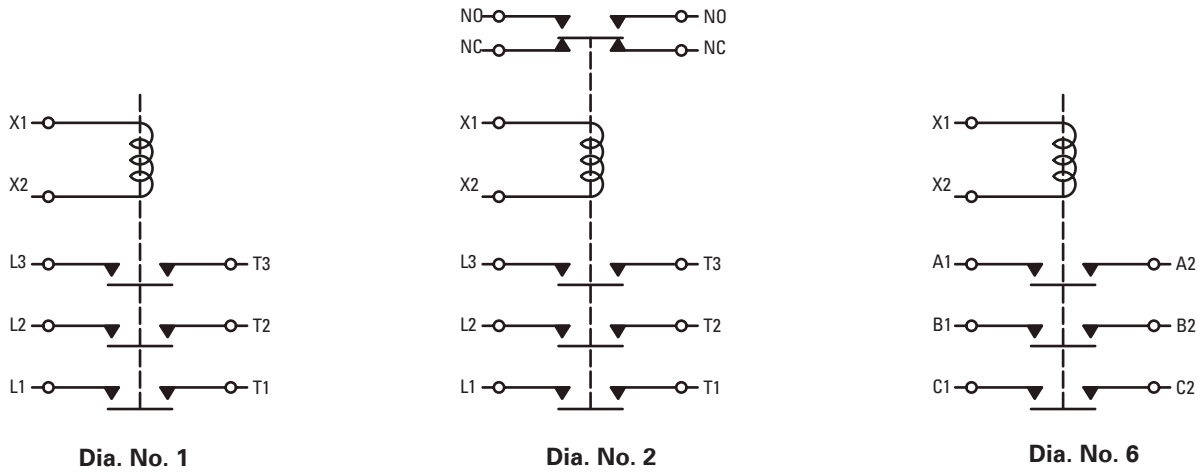 X1
X2
L3 T3
L2 T2
L1 T1
Dia. No. 1
NO NO
NC NC
X1
X2
L3 T3
L2 T2
L1 T1
Dia. No. 2
X1
X2
A1 A2
B1 B2
C1 C2
Dia. No. 6